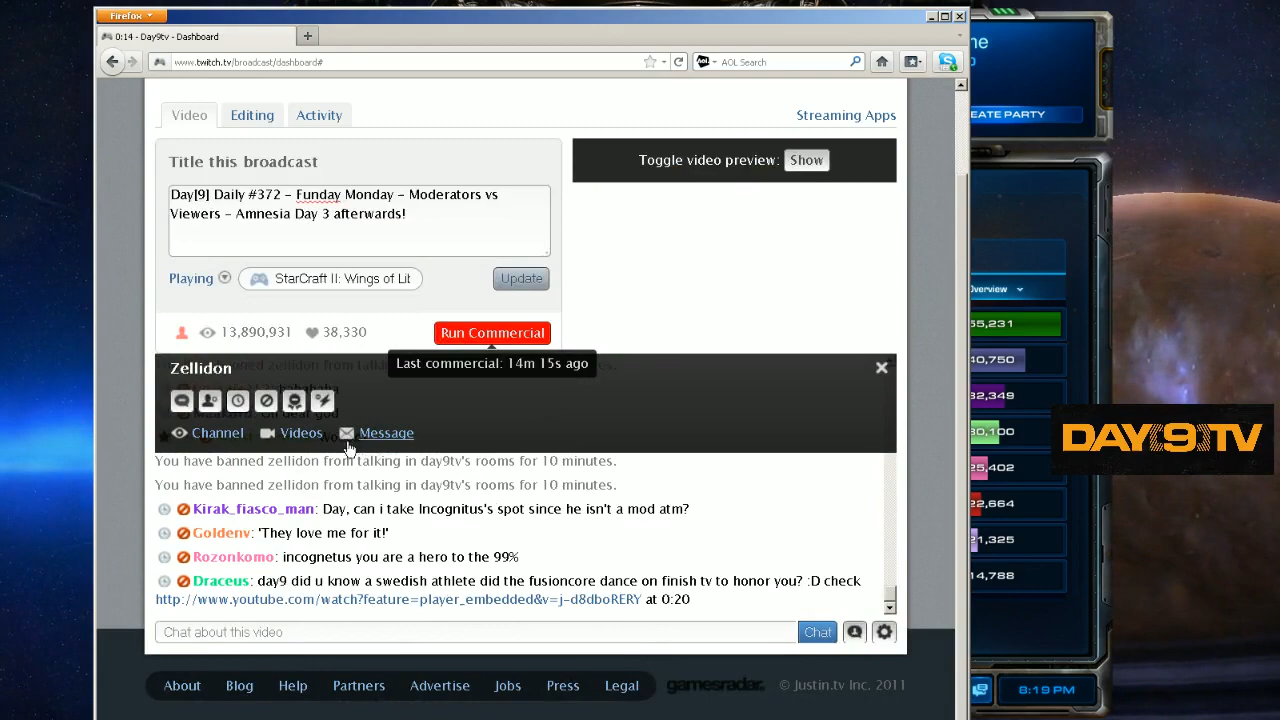 Firefox
0:14 - Day9tv - Dashboard
www.twitch.tv/broadcast/dashboard#
AOL Search
Video
Editing
Activity
Streaming Apps
Title this broadcast
Toggle video preview: Show
Day[9] Daily #372 - Funday Monday - Moderators vs
Viewers - Amnesia Day 3 afterwards!
Playing
StarCraft II: Wings of Lit
Update
13,890,931
38,330
Run Commercial
Last commercial: 14m 15s ago
Zellidon
Channel
Videos
Message
You have banned zellidon from talking in day9tv's rooms for 10 minutes.
You have banned zellidon from talking in day9tv's rooms for 10 minutes.
Kirak_fiasco_man: Day, can i take Incognitus's spot since he isn't a mod atm?
Goldenv: 'They love me for it!'
Rozonkomo: incognetus you are a hero to the 99%
Draceus: day9 did u know a swedish athlete did the fusioncore dance on finish tv to honor you? :D check
http://www.youtube.com/watch?feature=player_embedded&v=j-d8dboRERY at 0:20
Chat about this video
Chat
About
Blog
Help
Partners
Advertise
Jobs
Press
Legal
gamesradar.
© Justin.tv Inc. 2011
ne
EATE PARTY
Overview
55,231
40,750
32,349
30,100
25,402
22,664
21,325
14,788
DAY9TV
8:19 PM